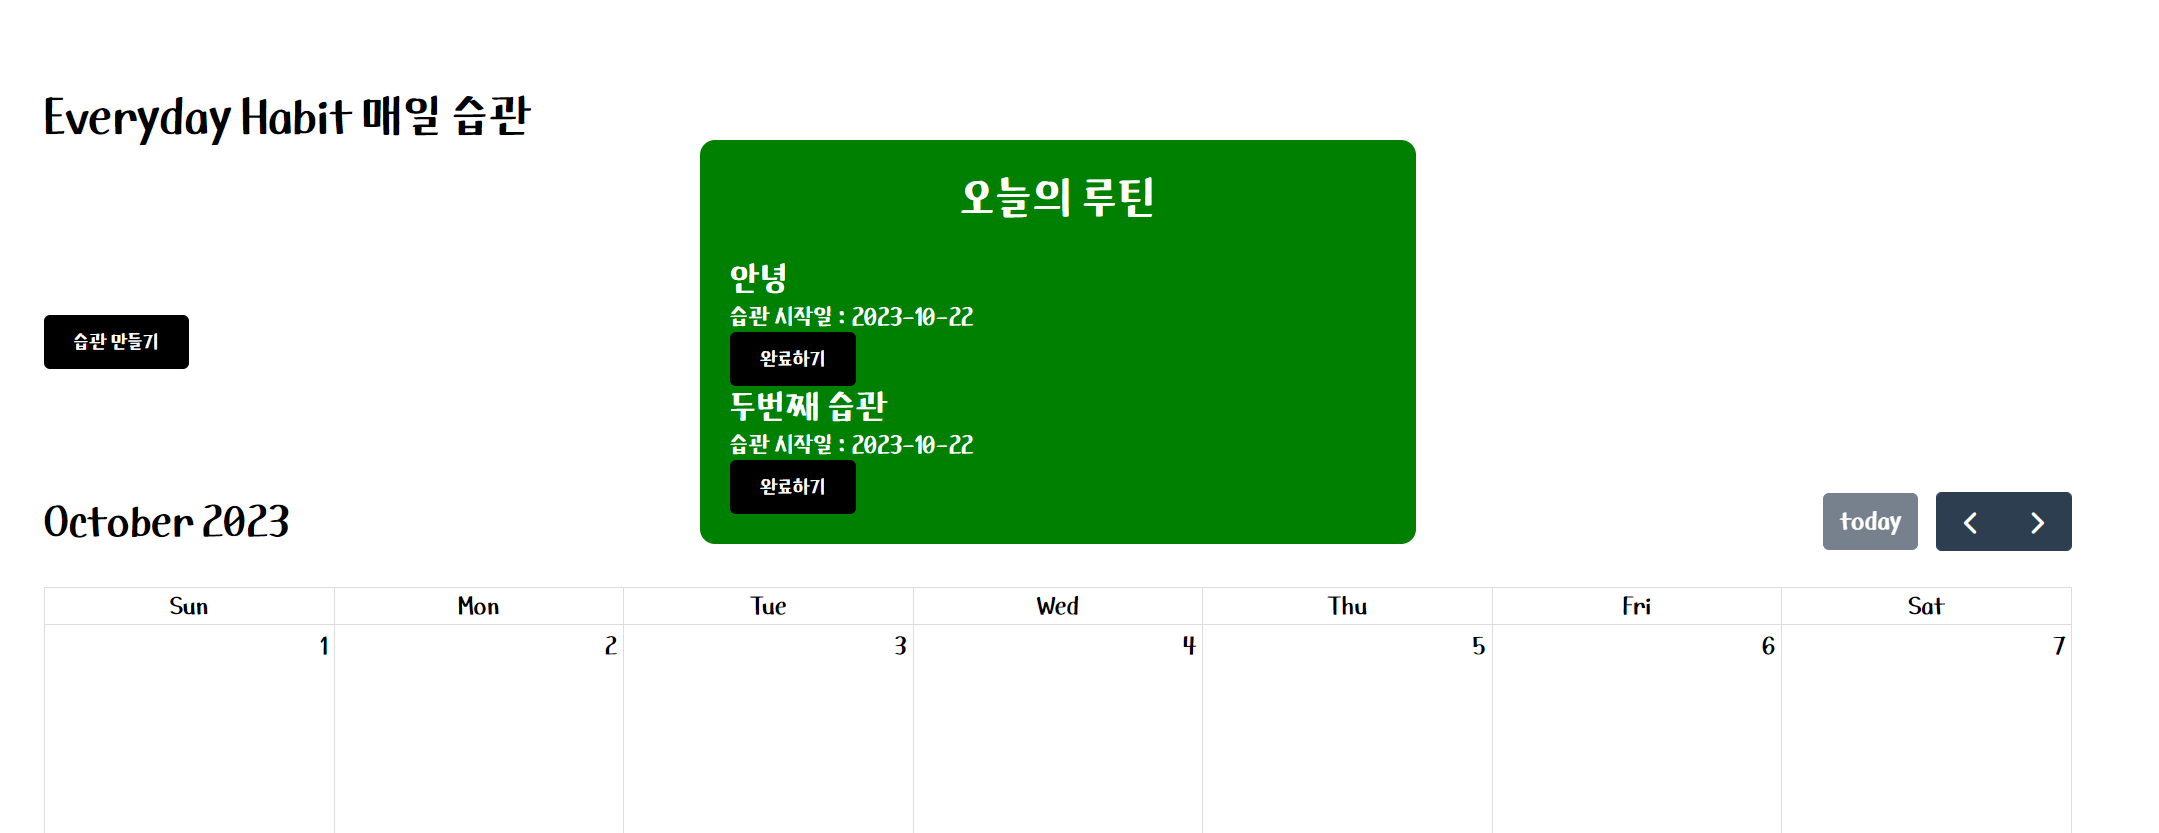 Everyday Habit 매일 습관
오늘의 루틴
안녕
습관 시작일 : 2023-10-22
습관 만들기
완료하기
두번째 습관
습관 시작일 : 2023-10-22
완료하기
October 2023
today
Sun Mon Tue Wed Thu Fri Sat
1 2 3 4 5 6 7